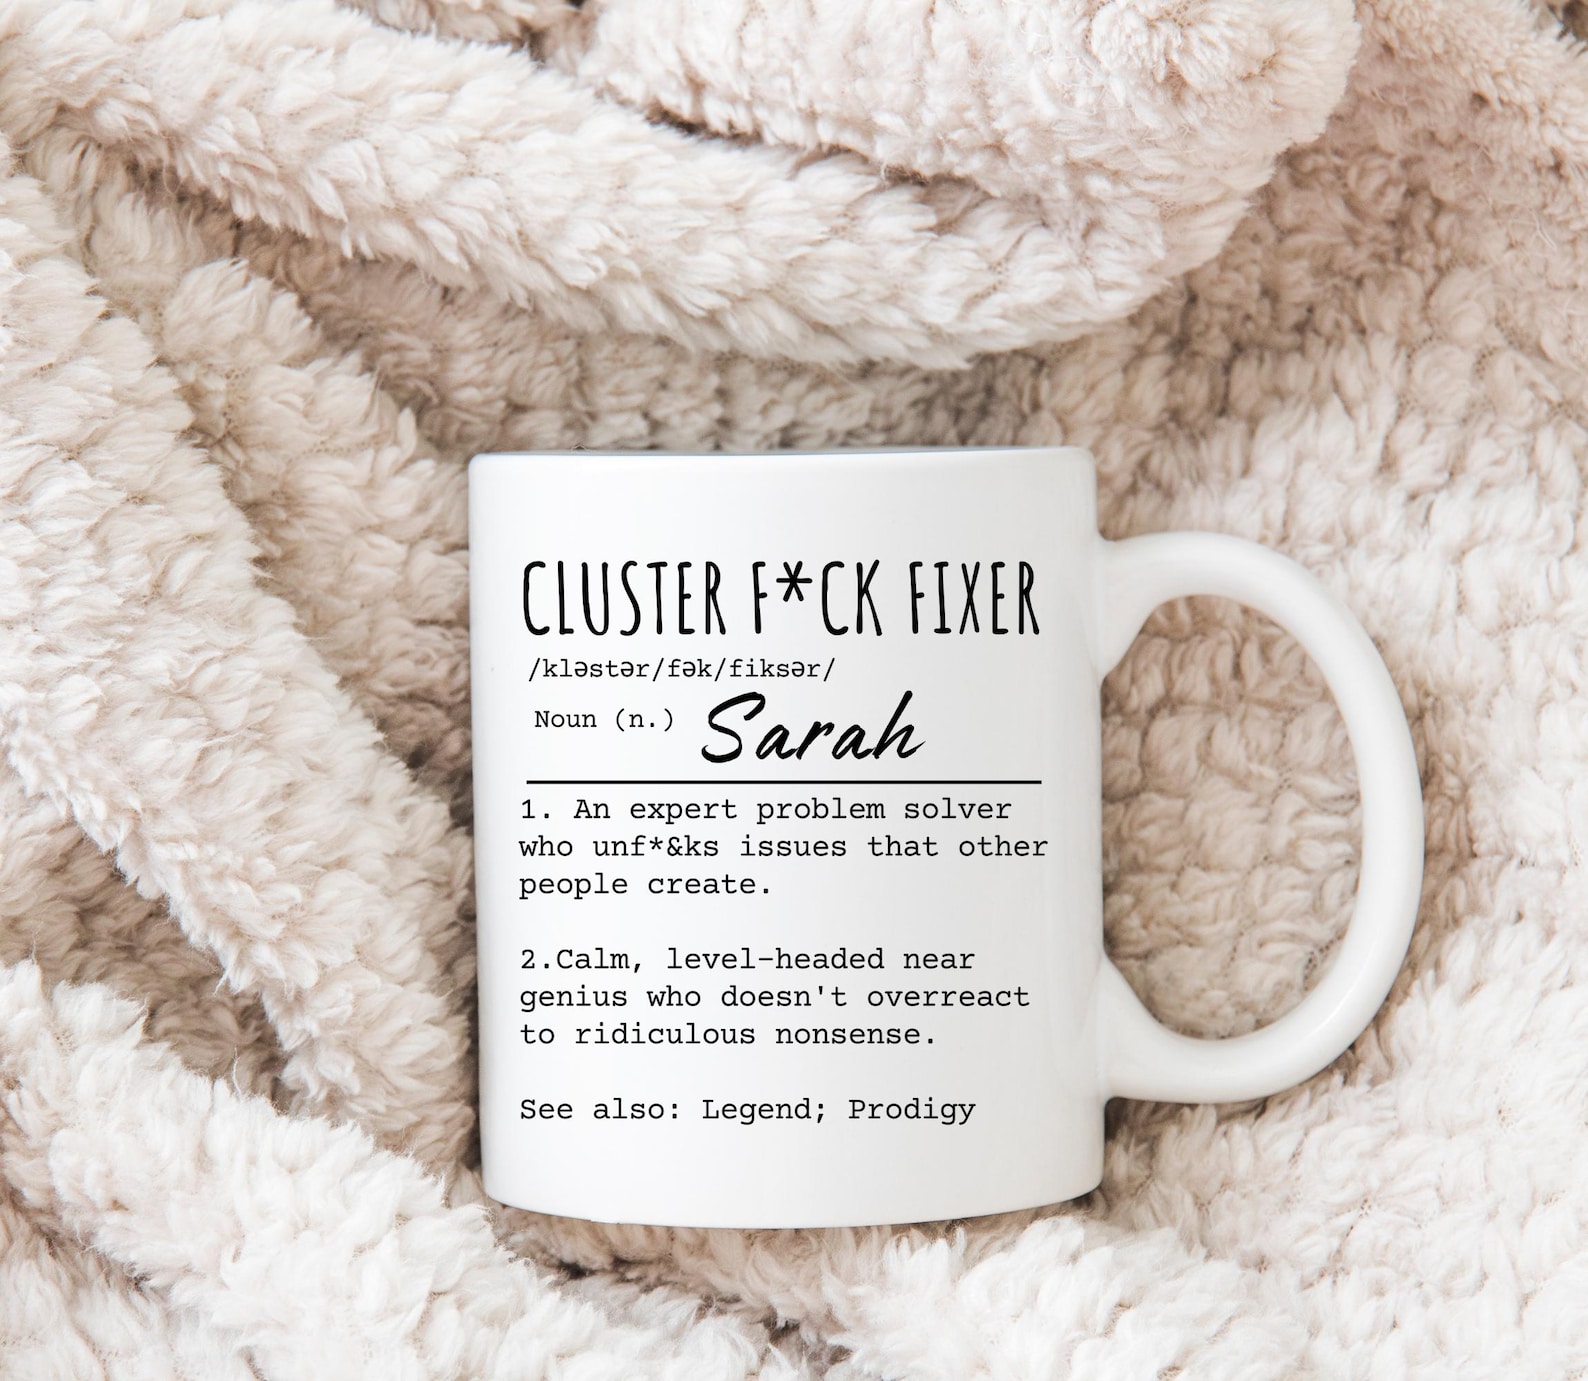 CLUSTER F*CK FIXER
/kləstər/fək/fiksər/
Noun (n.) Sarah
1. An expert problem solver
who unf*&ks issues that other
people create.
2.Calm, level-headed near
genius who doesn't overreact
to ridiculous nonsense.
See also: Legend; Prodigy